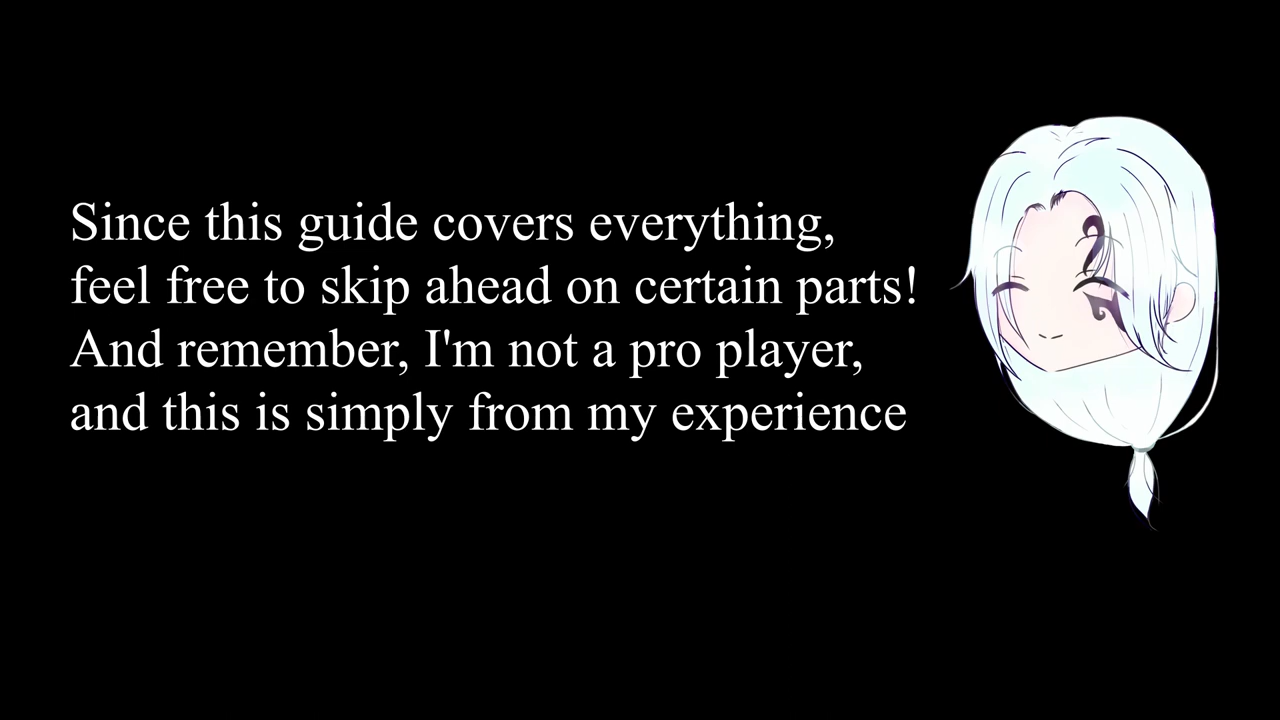 Since this guide covers everything,
feel free to skip ahead on certain parts!
And remember, I'm not a pro player,
and this is simply from my experience